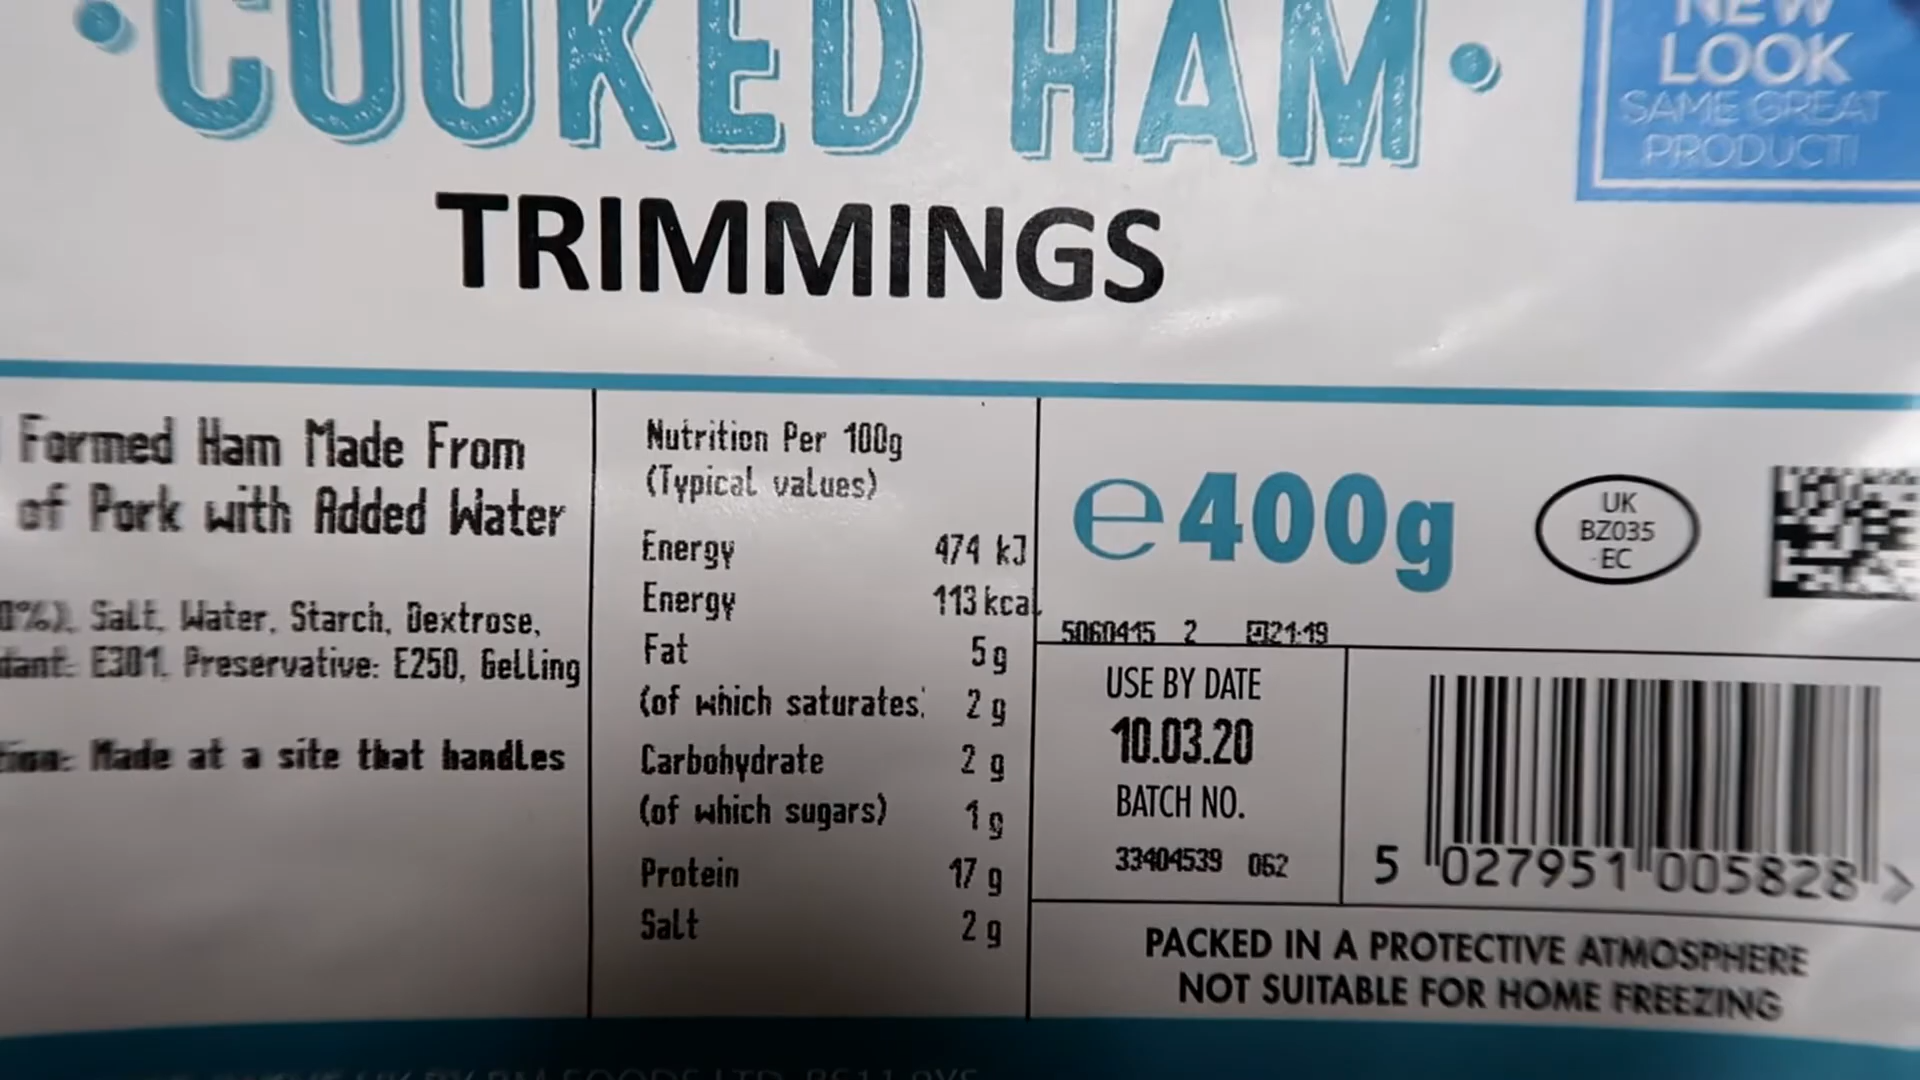 COOKED HAM
NEW
LOOK
SAME GREAT
PRODUCT!
TRIMMINGS
Formed Ham Made From
of Pork with Added Water
0%), Salt, Water, Starch, Dextrose,
dant: E301, Preservative: E250, Gelling
tion: Made at a site that handles
Nutrition Per 100g
(Typical values)
Energy 474 kJ
Energy 113 kcal
Fat 5 g
(of which saturates) 2 g
Carbohydrate 2 g
(of which sugars) 1 g
Protein 17 g
Salt 2 g
e400g
UK
BZ035
EC
5060415 2 21:19
USE BY DATE
10.03.20
BATCH NO.
33404539 062
5 027951 005828 >
PACKED IN A PROTECTIVE ATMOSPHERE
NOT SUITABLE FOR HOME FREEZING